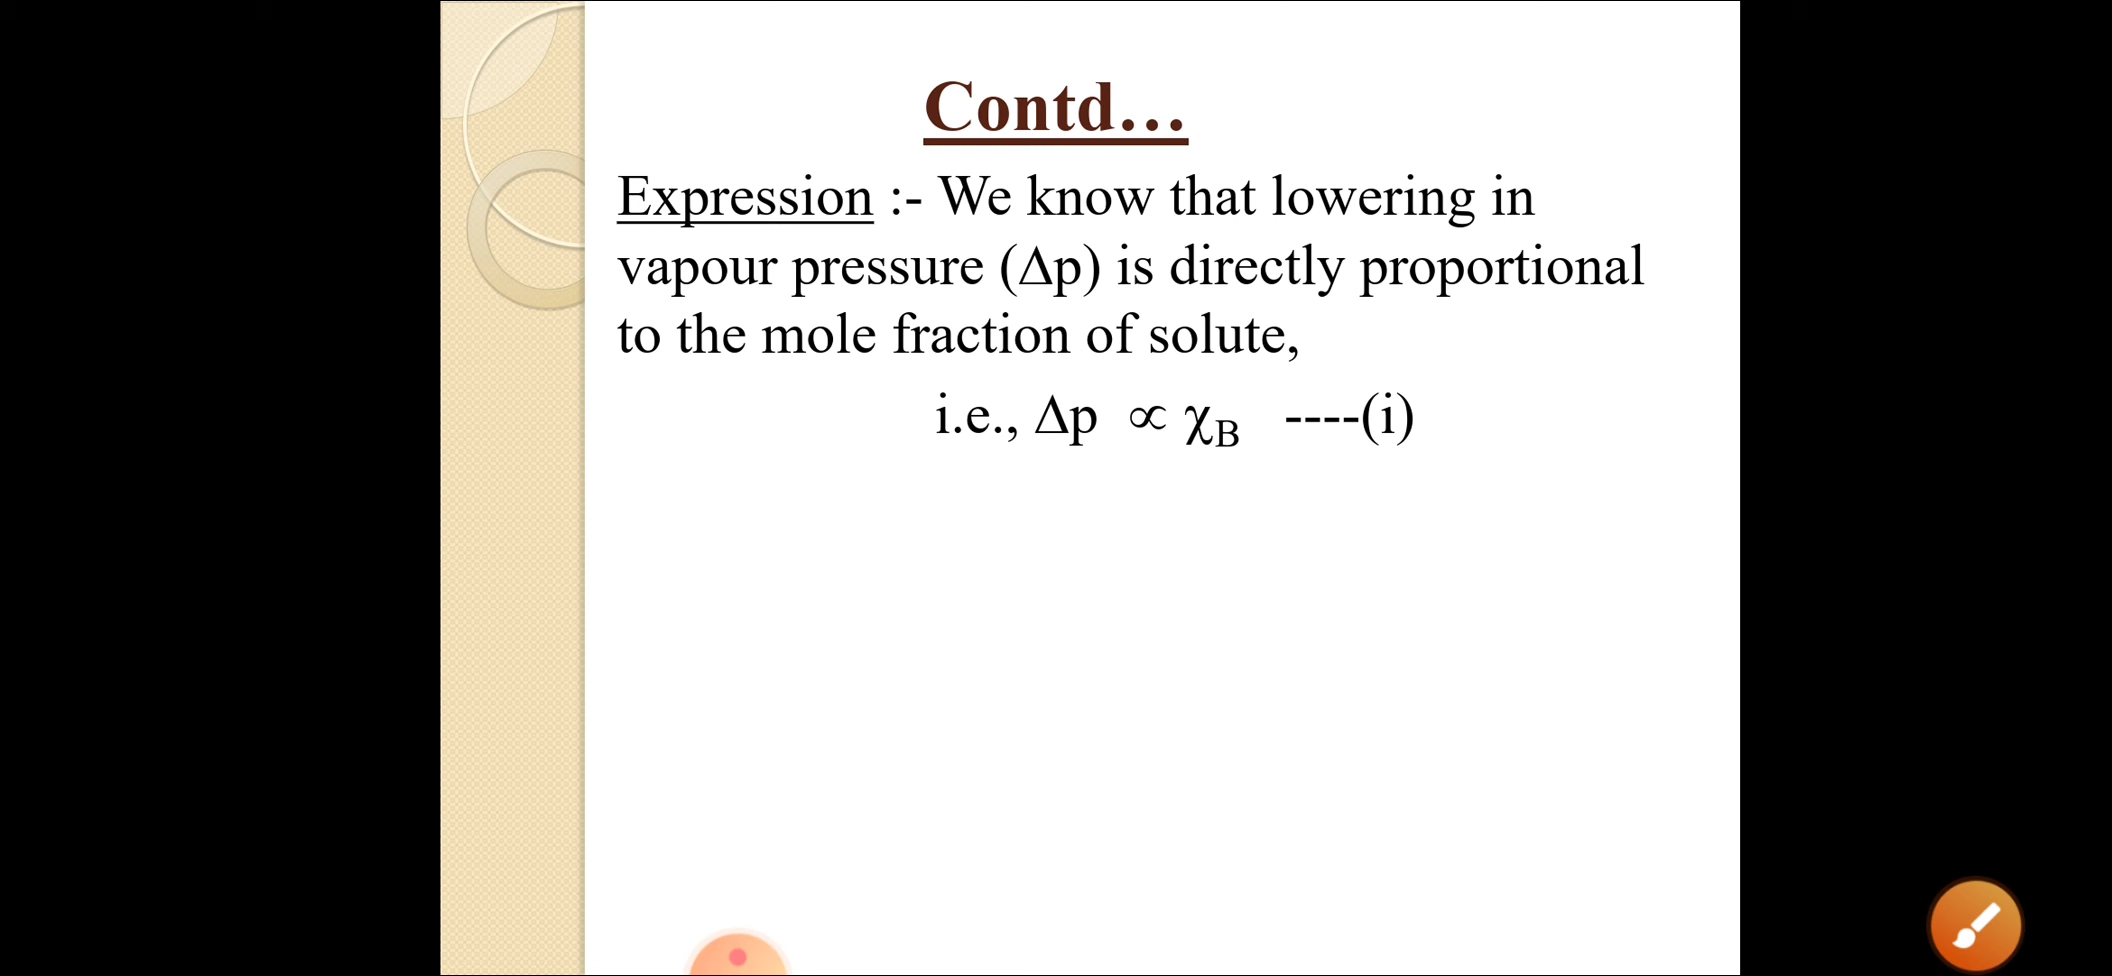 Contd…
Expression :- We know that lowering in
vapour pressure (Δp) is directly proportional
to the mole fraction of solute,
i.e., Δp ∝ χB ----(i)